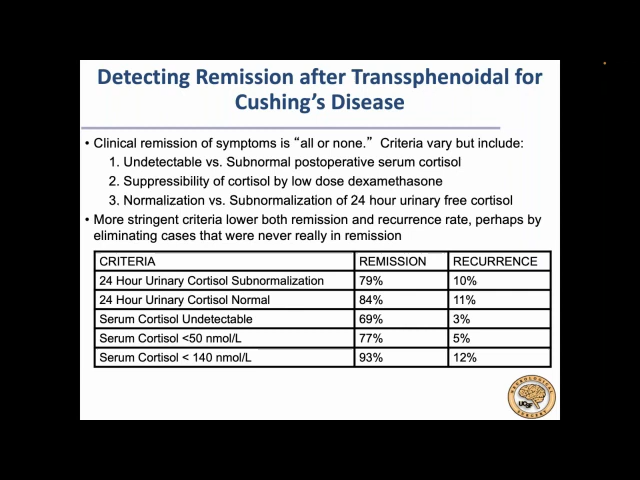 Detecting Remission after Transsphenoidal for
Cushing's Disease
• Clinical remission of symptoms is “all or none.” Criteria vary but include:
1. Undetectable vs. Subnormal postoperative serum cortisol
2. Suppressibility of cortisol by low dose dexamethasone
3. Normalization vs. Subnormalization of 24 hour urinary free cortisol
• More stringent criteria lower both remission and recurrence rate, perhaps by
eliminating cases that were never really in remission
CRITERIA REMISSION RECURRENCE
24 Hour Urinary Cortisol Subnormalization 79% 10%
24 Hour Urinary Cortisol Normal 84% 11%
Serum Cortisol Undetectable 69% 3%
Serum Cortisol <50 nmol/L 77% 5%
Serum Cortisol < 140 nmol/L 93% 12%
NEUROLOGICAL
UCSF
SURGERY